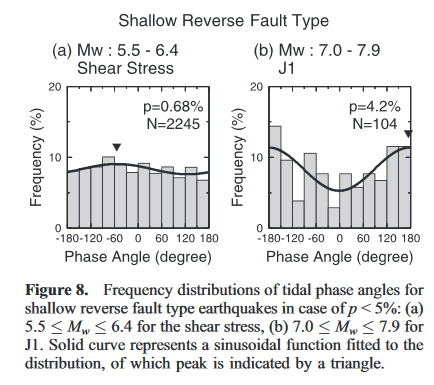 Shallow Reverse Fault Type
(a) Mw : 5.5 - 6.4
Shear Stress
(b) Mw : 7.0 - 7.9
J1
Frequency (%)
20
10
0
p=0.68%
N=2245
-180-120 -60 0 60 120 180
Phase Angle (degree)
Frequency (%)
20
10
0
p=4.2%
N=104
-180-120 -60 0 60 120 180
Phase Angle (degree)
Figure 8. Frequency distributions of tidal phase angles for
shallow reverse fault type earthquakes in case of p < 5%: (a)
5.5 ≤ Mw ≤ 6.4 for the shear stress, (b) 7.0 ≤ Mw ≤ 7.9 for
J1. Solid curve represents a sinusoidal function fitted to the
distribution, of which peak is indicated by a triangle.